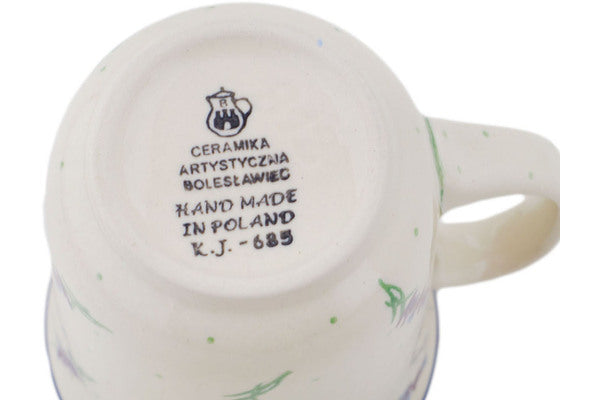 B
CERAMIKA
ARTYSTYCZNA
BOLESŁAWIEC
HAND MADE
IN POLAND
K.J.-685